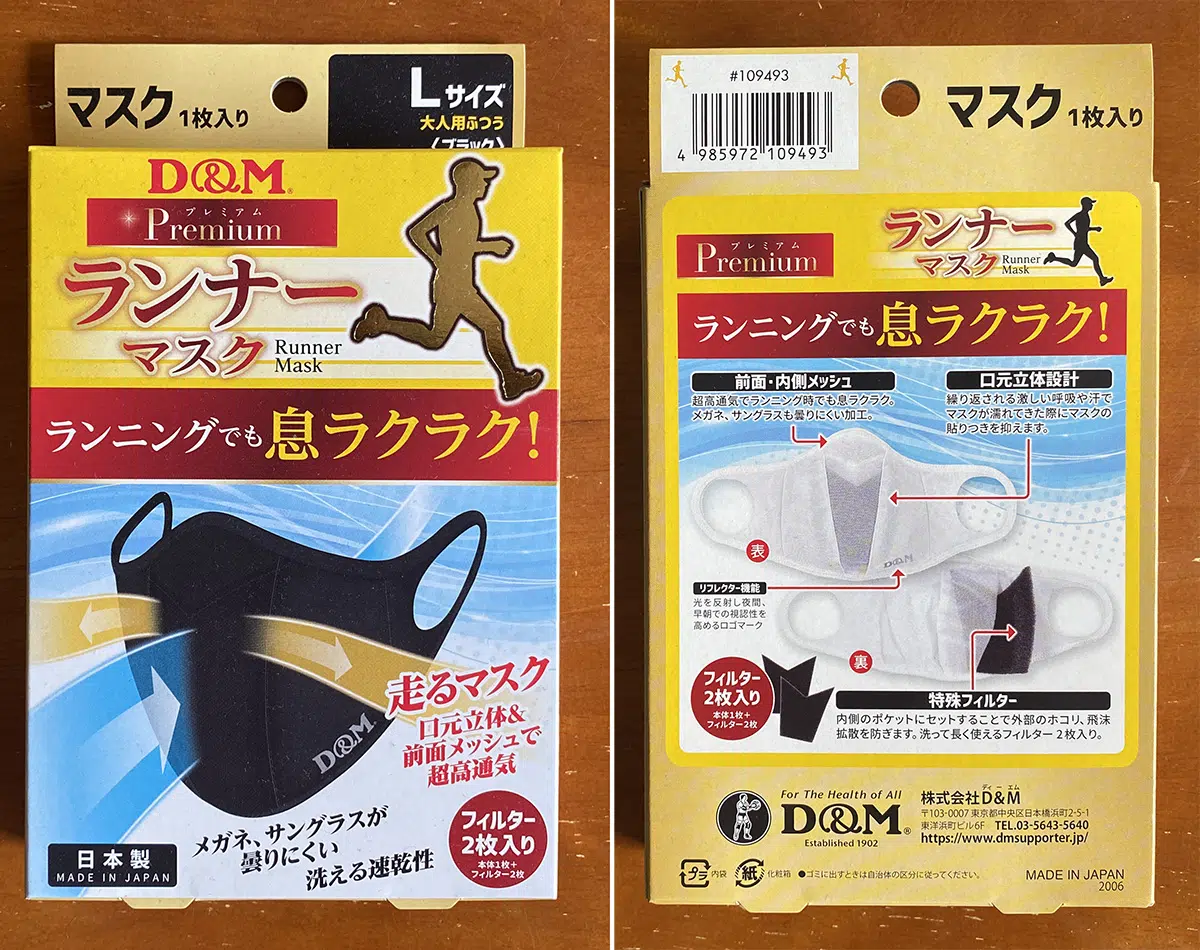 マスク 1枚入り
Lサイズ
大人用ふつう
〈ブラック〉
D&M®
プレミアム
Premium
ランナー
マスク Runner
Mask
ランニングでも息ラクラク!
走るマスク
口元立体&
前面メッシュで
超高通気
D&M
メガネ、サングラスが
曇りにくい
洗える速乾性
フィルター
2枚入り
本体1枚+
フィルター2枚
日本製
MADE IN JAPAN
#109493
4 985972 109493
マスク 1枚入り
プレミアム
Premium
ランナー
マスク Runner
Mask
ランニングでも息ラクラク!
前面・内側メッシュ
超高通気でランニング時でも息ラクラク。
メガネ、サングラスも曇りにくい加工。
口元立体設計
繰り返される激しい呼吸や汗で
マスクが濡れてきた際にマスクの
貼りつきを抑えます。
表
D&M
リフレクター機能
光を反射し夜間、
早朝での視認性を
高めるロゴマーク
裏
フィルター
2枚入り
本体1枚+
フィルター2枚
特殊フィルター
内側のポケットにセットすることで外部のホコリ、飛沫
拡散を防ぎます。洗って長く使えるフィルター2枚入り。
For The Health of All
D&M®
Established 1902
ディーエム
株式会社D&M
〒103-0007 東京都中央区日本橋浜町2-5-1
東洋浜町ビル6F TEL.03-5643-5640
https://www.dmsupporter.jp/
プラ 内袋 紙 化粧箱 ●ゴミに出すときは自治体の区分に従ってください。
MADE IN JAPAN
2006